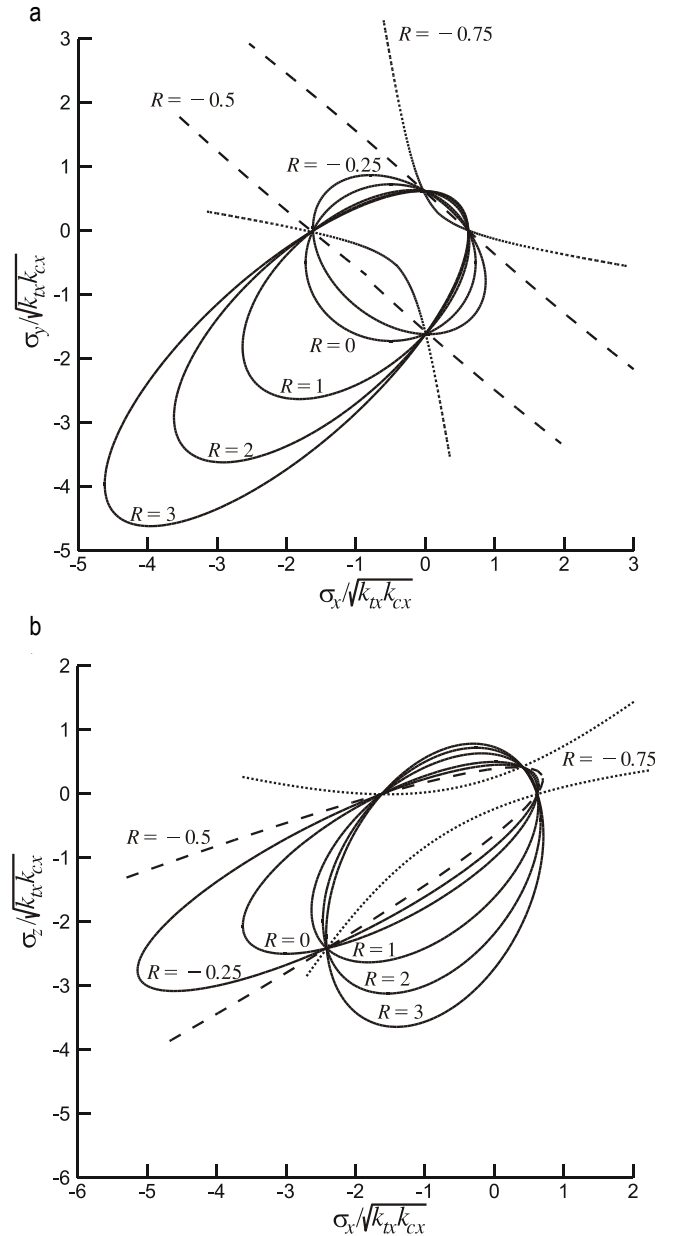 a
3
2
1
0
-1
-2
-3
-4
-5
σy/√ktxkcx
R = −0.75
R = −0.5
R = −0.25
R = 0
R = 1
R = 2
R = 3
-5 -4 -3 -2 -1 0 1 2 3
σx/√ktxkcx
b
2
1
0
-1
-2
-3
-4
-5
-6
σz/√ktxkcx
R = −0.75
R = −0.5
R = 0
R = 1
R = −0.25
R = 2
R = 3
-6 -5 -4 -3 -2 -1 0 1 2
σx/√ktxkcx